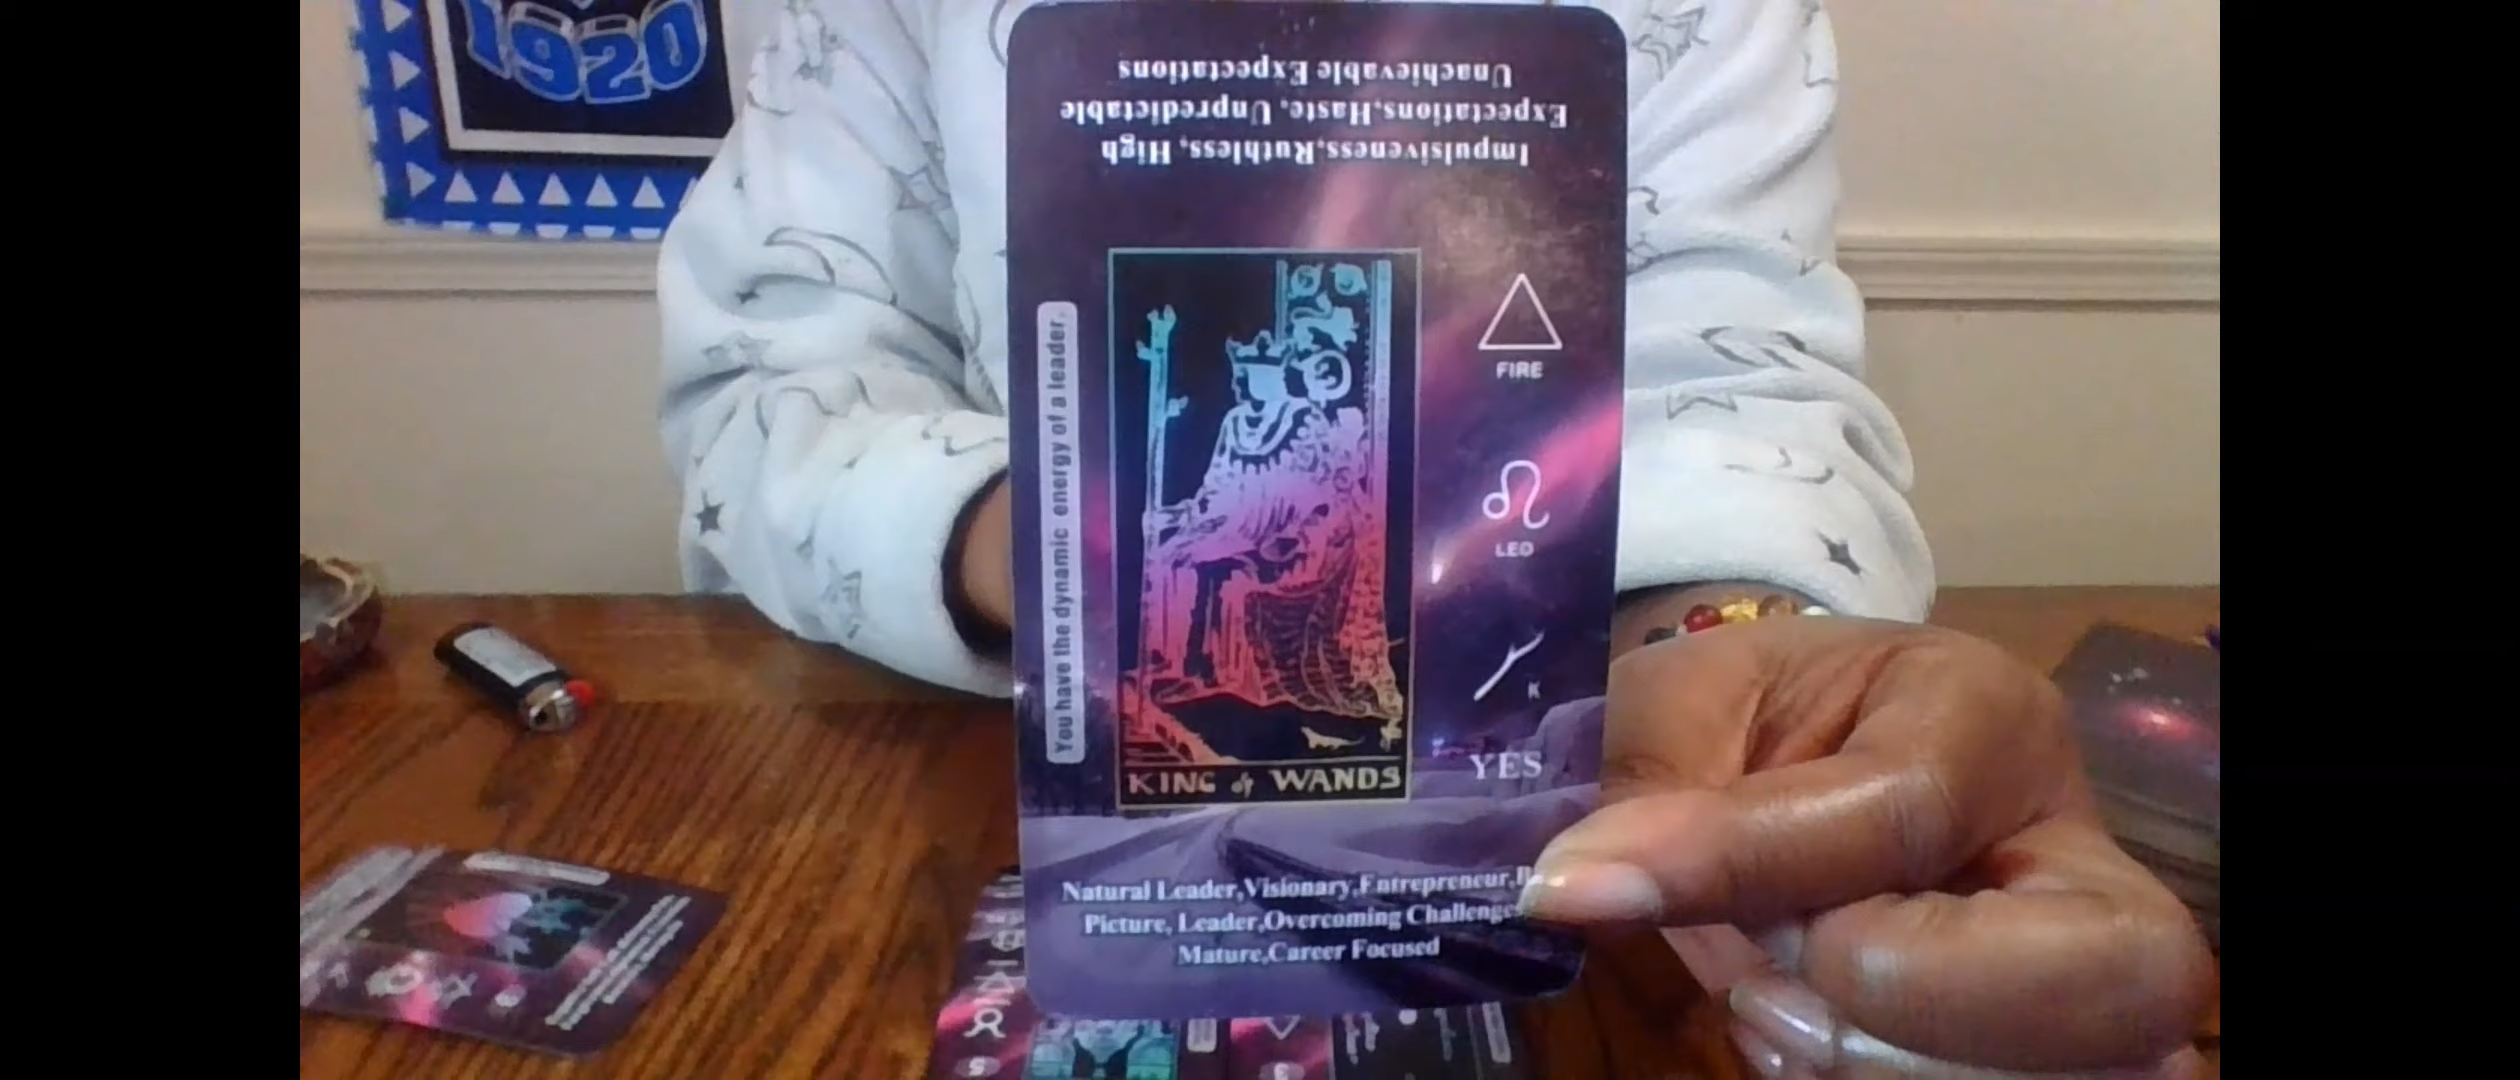 1920
Unachievable Expectations
Expectations,Haste, Unpredictable
Impulsiveness,Ruthless, High
You have the dynamic energy of a leader.
FIRE
LEO
K
YES
KING of WANDS
Natural Leader,Visionary,Entrepreneur,
Picture, Leader,Overcoming Challenges
Mature,Career Focused